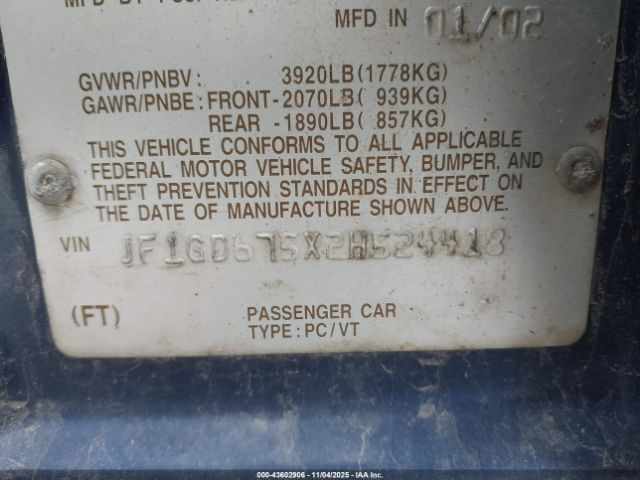 MFD IN 01/02
GVWR/PNBV: 3920LB(1778KG)
GAWR/PNBE: FRONT-2070LB( 939KG)
REAR -1890LB( 857KG)
THIS VEHICLE CONFORMS TO ALL APPLICABLE
FEDERAL MOTOR VEHICLE SAFETY, BUMPER, AND
THEFT PREVENTION STANDARDS IN EFFECT ON
THE DATE OF MANUFACTURE SHOWN ABOVE.
VIN JF1GD675X2H524418
(FT) PASSENGER CAR
TYPE: PC/VT
000-43602906 - 11/04/2025 - IAAI.COM